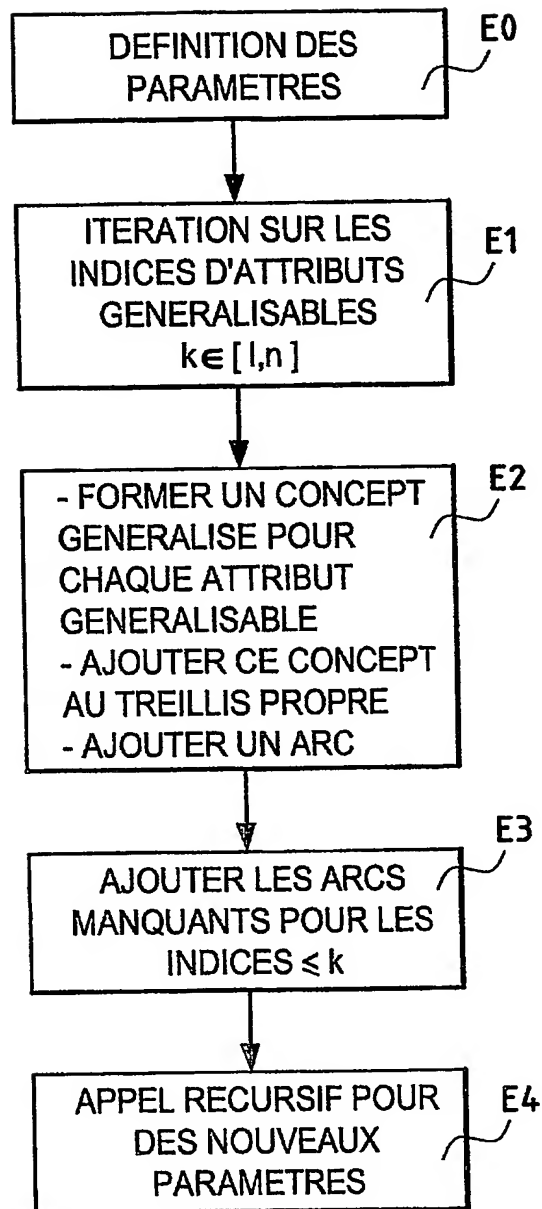 DEFINITION DES
PARAMETRES
E0
ITERATION SUR LES
INDICES D'ATTRIBUTS
GENERALISABLES
k∈[l,n]
E1
- FORMER UN CONCEPT
GENERALISE POUR
CHAQUE ATTRIBUT
GENERALISABLE
- AJOUTER CE CONCEPT
AU TREILLIS PROPRE
- AJOUTER UN ARC
E2
AJOUTER LES ARCS
MANQUANTS POUR LES
INDICES ⩽ k
E3
APPEL RECURSIF POUR
DES NOUVEAUX
PARAMETRES
E4